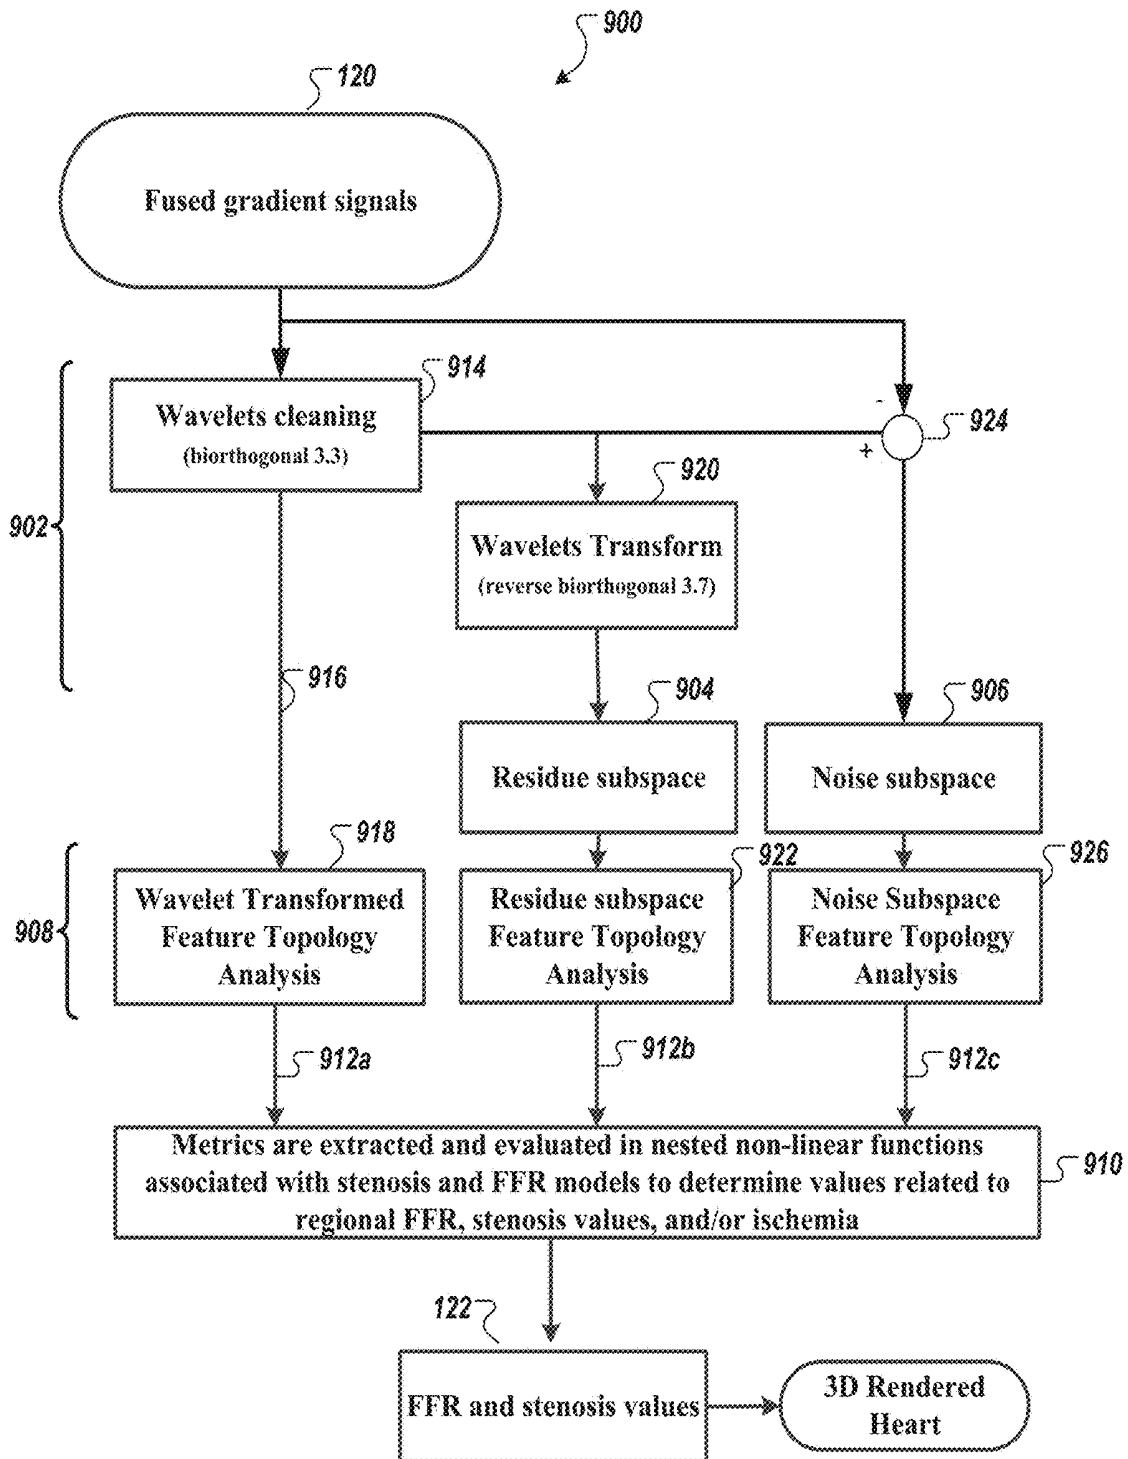 900
120
Fused gradient signals
914
Wavelets cleaning
(biorthogonal 3.3)
-
924
+
920
902
Wavelets Transform
(reverse biorthogonal 3.7)
916
904
906
Residue subspace
Noise subspace
918
922
926
908
Wavelet Transformed
Feature Topology
Analysis
Residue subspace
Feature Topology
Analysis
Noise Subspace
Feature Topology
Analysis
912a
912b
912c
Metrics are extracted and evaluated in nested non-linear functions
associated with stenosis and FFR models to determine values related to
regional FFR, stenosis values, and/or ischemia
910
122
FFR and stenosis values
3D Rendered
Heart